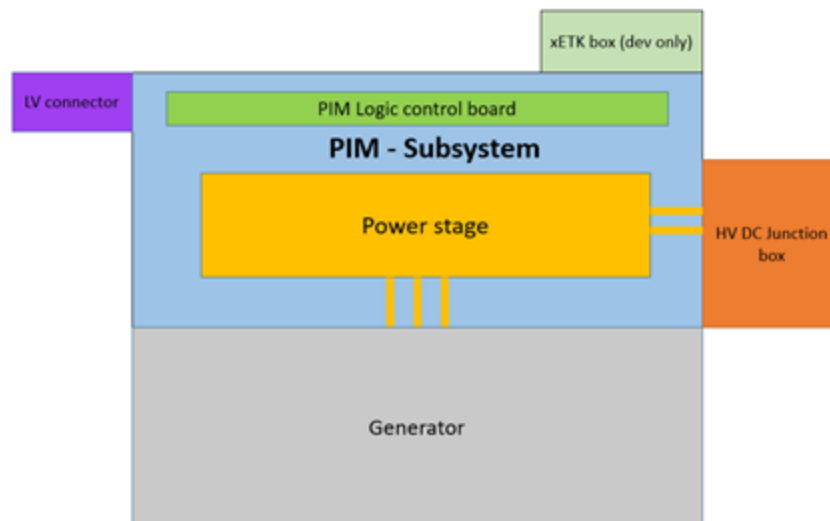 xETK box (dev only)
LV connector
PIM Logic control board
PIM - Subsystem
Power stage
HV DC Junction
box
Generator